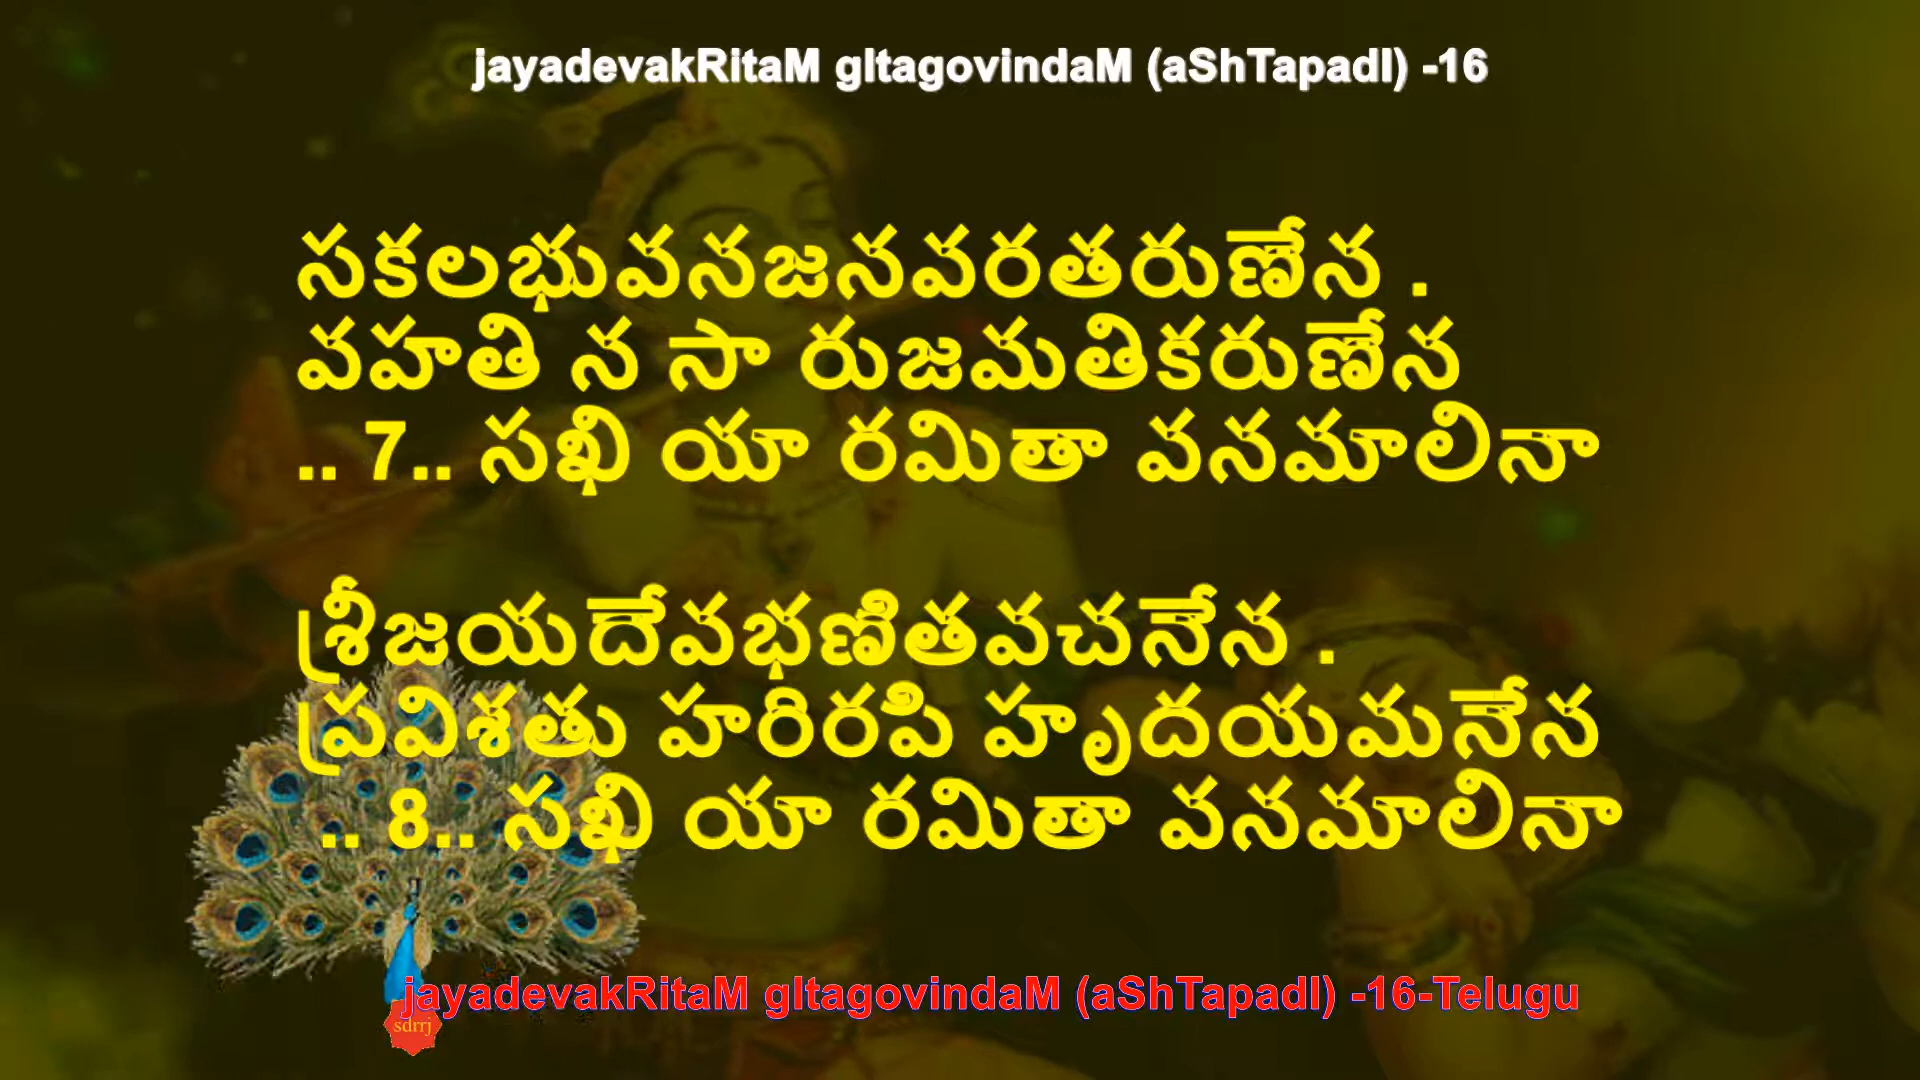 jayadevakRitaM gItagovindaM (aShTapadI) -16
సకలభువనజనవరతరుణేన .
వహతి న సా రుజమతికరుణేన
.. 7.. సఖి యా రమితా వనమాలినా
శ్రీజయదేవభణితవచనేన .
ప్రవిశతు హరిరపి హృదయమనేన
.. 8.. సఖి యా రమితా వనమాలినా
jayadevakRitaM gItagovindaM (aShTapadI) -16-Telugu
sdrrj